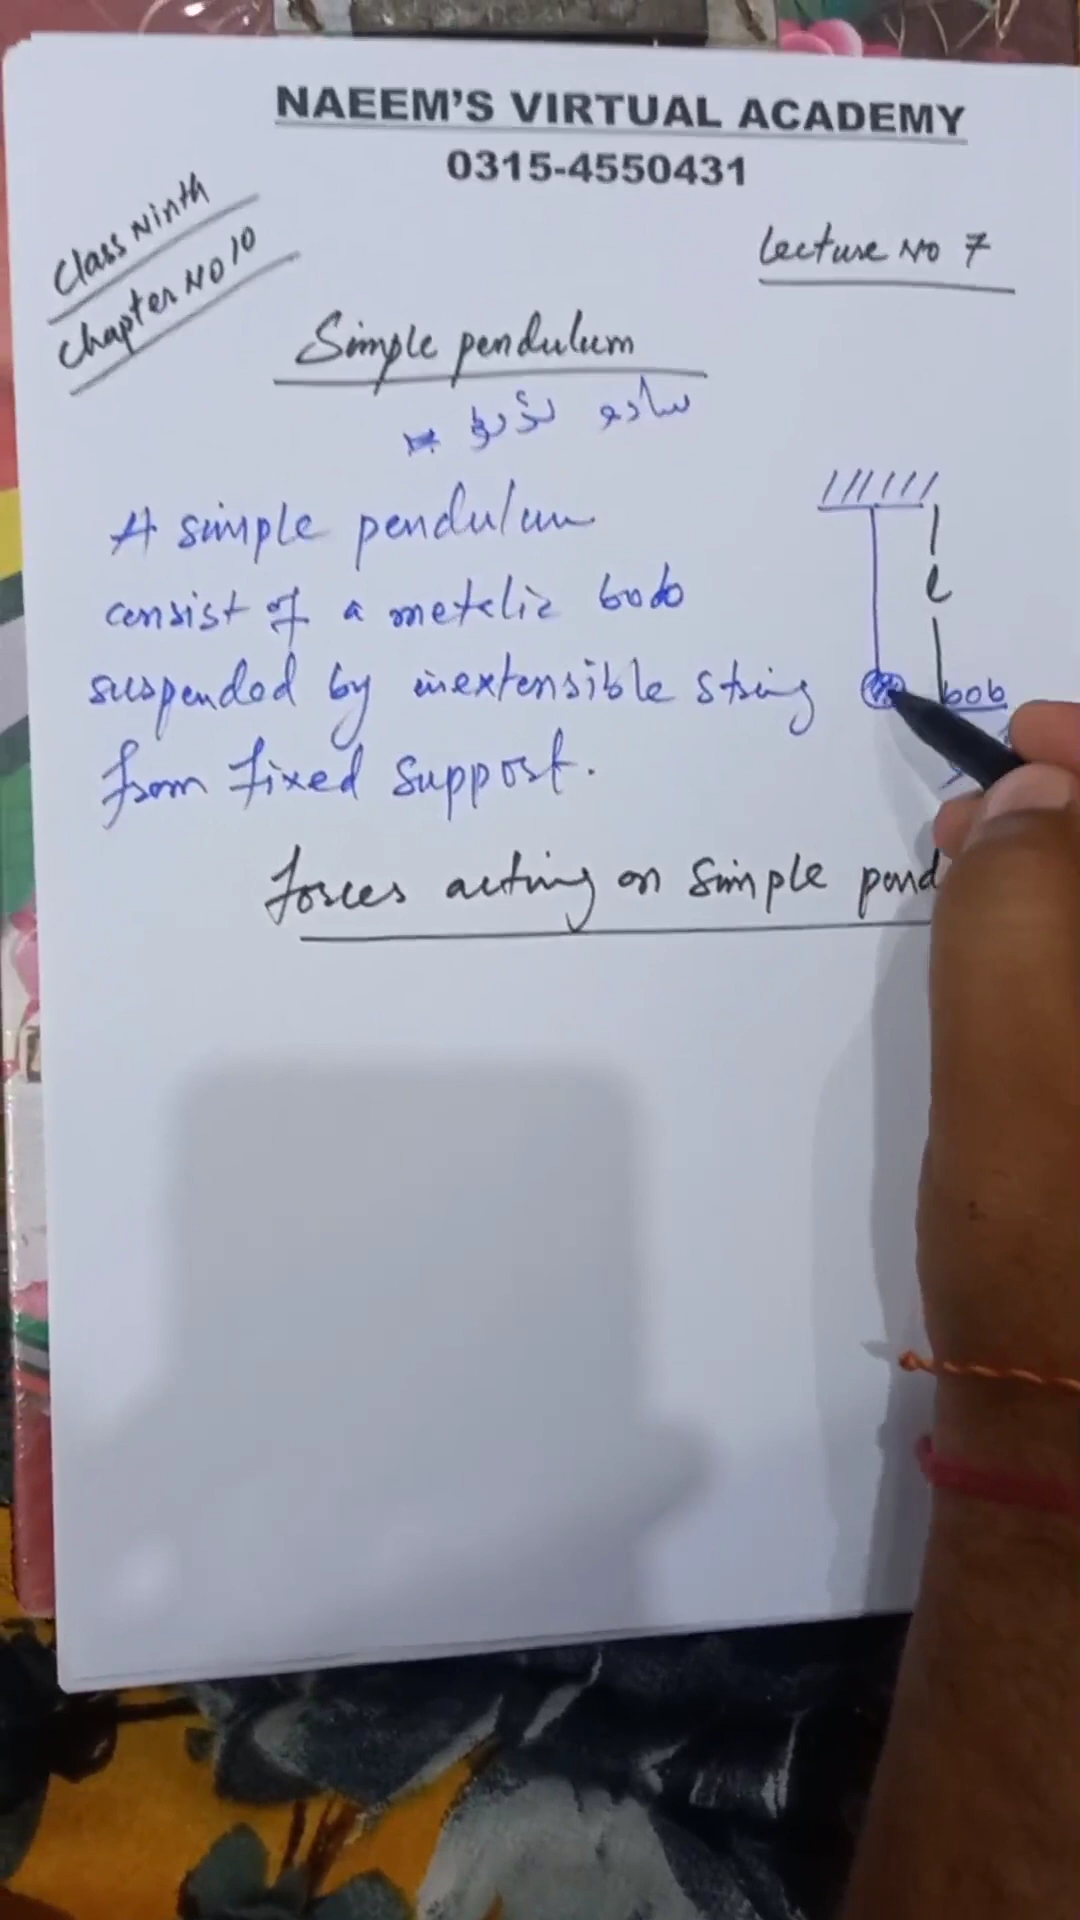 NAEEM'S VIRTUAL ACADEMY
0315-4550431
Class Ninth
Chapter No 10
Lecture No 7
Simple pendulum
سادہ
A simple pendulum
consist of a metelic bob
suspended by inextensible string
from fixed support.
l
bob
forces acting on simple pend